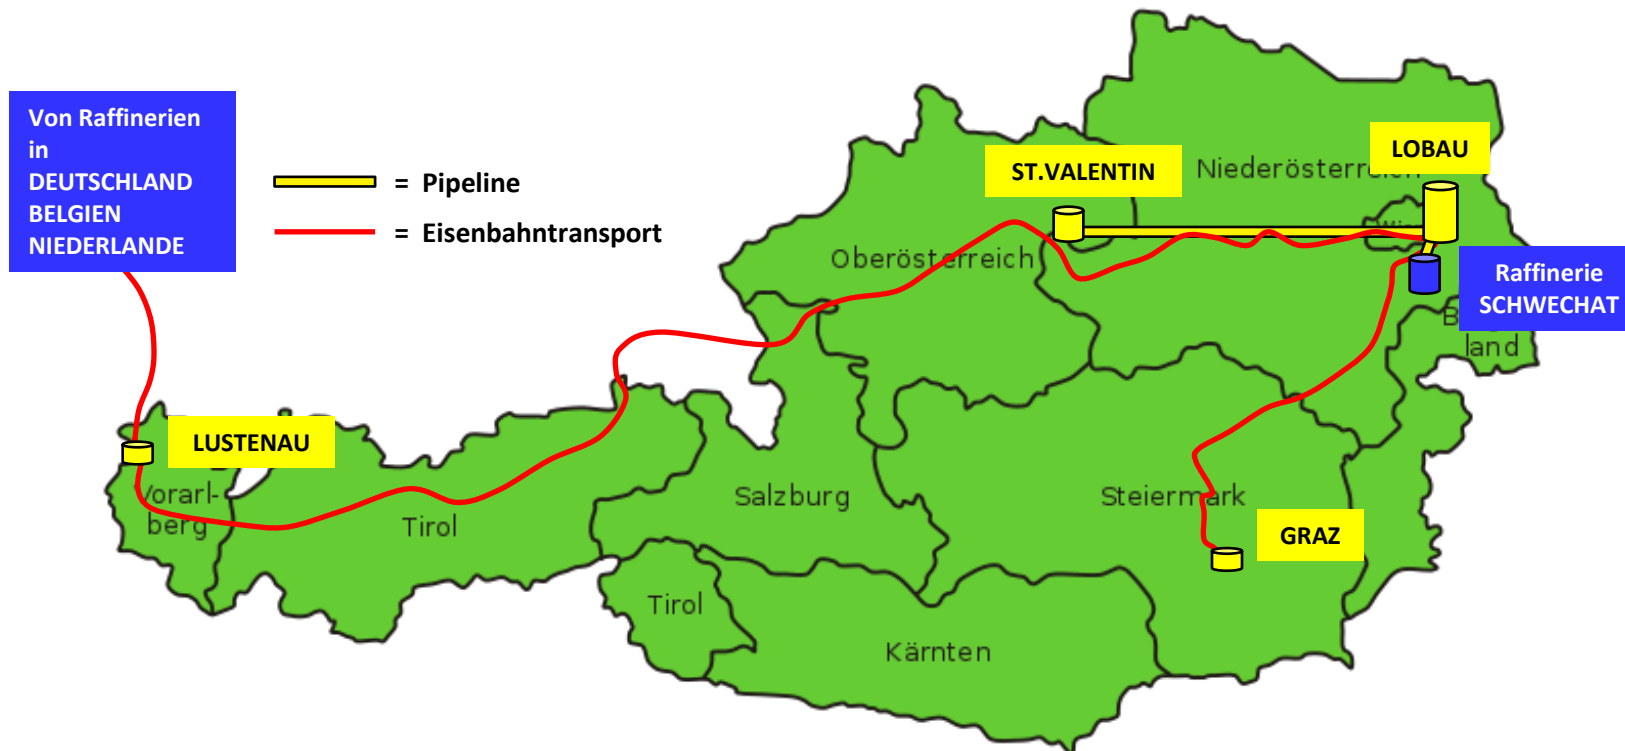 Von Raffinerien
in
DEUTSCHLAND
BELGIEN
NIEDERLANDE
= Pipeline
= Eisenbahntransport
ST.VALENTIN
LOBAU
Niederösterreich
Oberösterreich
Raffinerie
SCHWECHAT
land
LUSTENAU
Vorarl-
berg
Tirol
Salzburg
Steiermark
GRAZ
Tirol
Kärnten